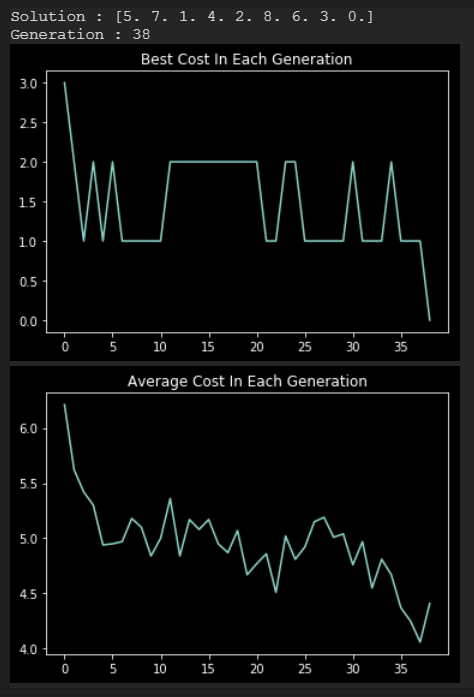 Solution : [5. 7. 1. 4. 2. 8. 6. 3. 0.]
Generation : 38
Best Cost In Each Generation
3.0
2.5
2.0
1.5
1.0
0.5
0.0
0 5 10 15 20 25 30 35
Average Cost In Each Generation
6.0
5.5
5.0
4.5
4.0
0 5 10 15 20 25 30 35